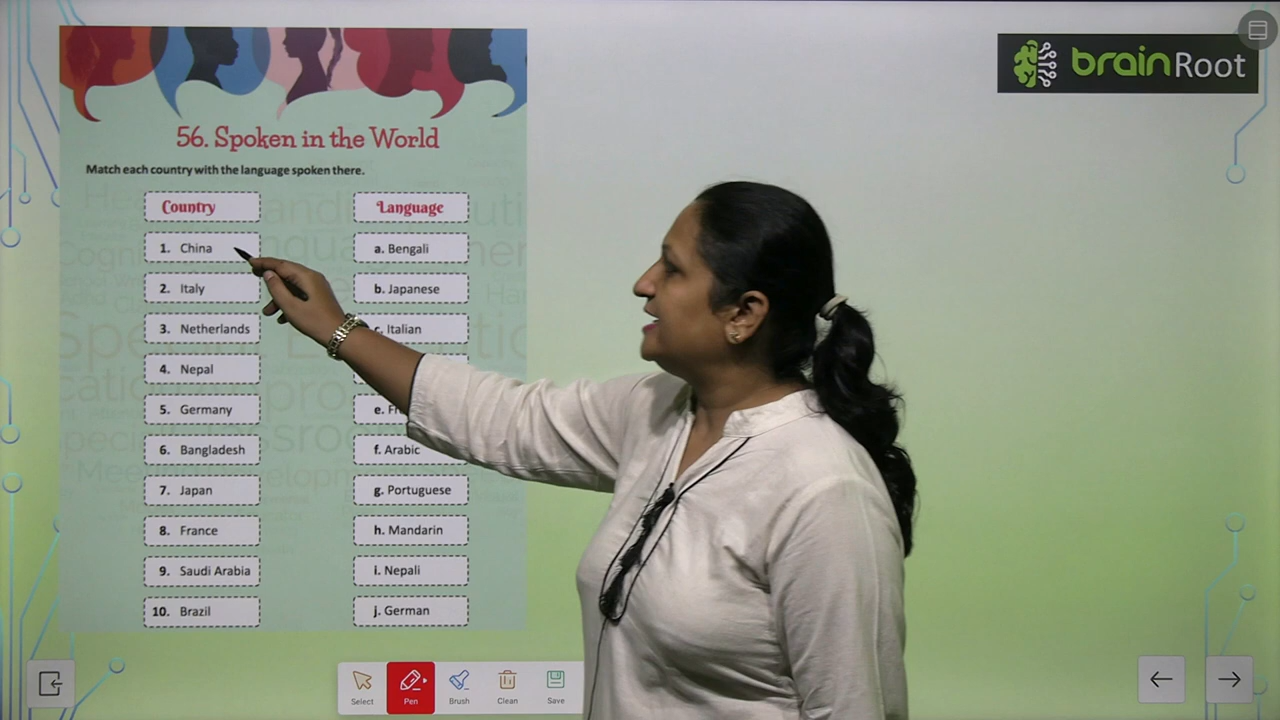 brainRoot
56. Spoken in the World
Match each country with the language spoken there.
Country Language
1. China a. Bengali
2. Italy b. Japanese
3. Netherlands c. Italian
4. Nepal
5. Germany e.
6. Bangladesh f. Arabic
7. Japan g. Portuguese
8. France h. Mandarin
9. Saudi Arabia i. Nepali
10. Brazil j. German
Select Pen Brush Clean Save